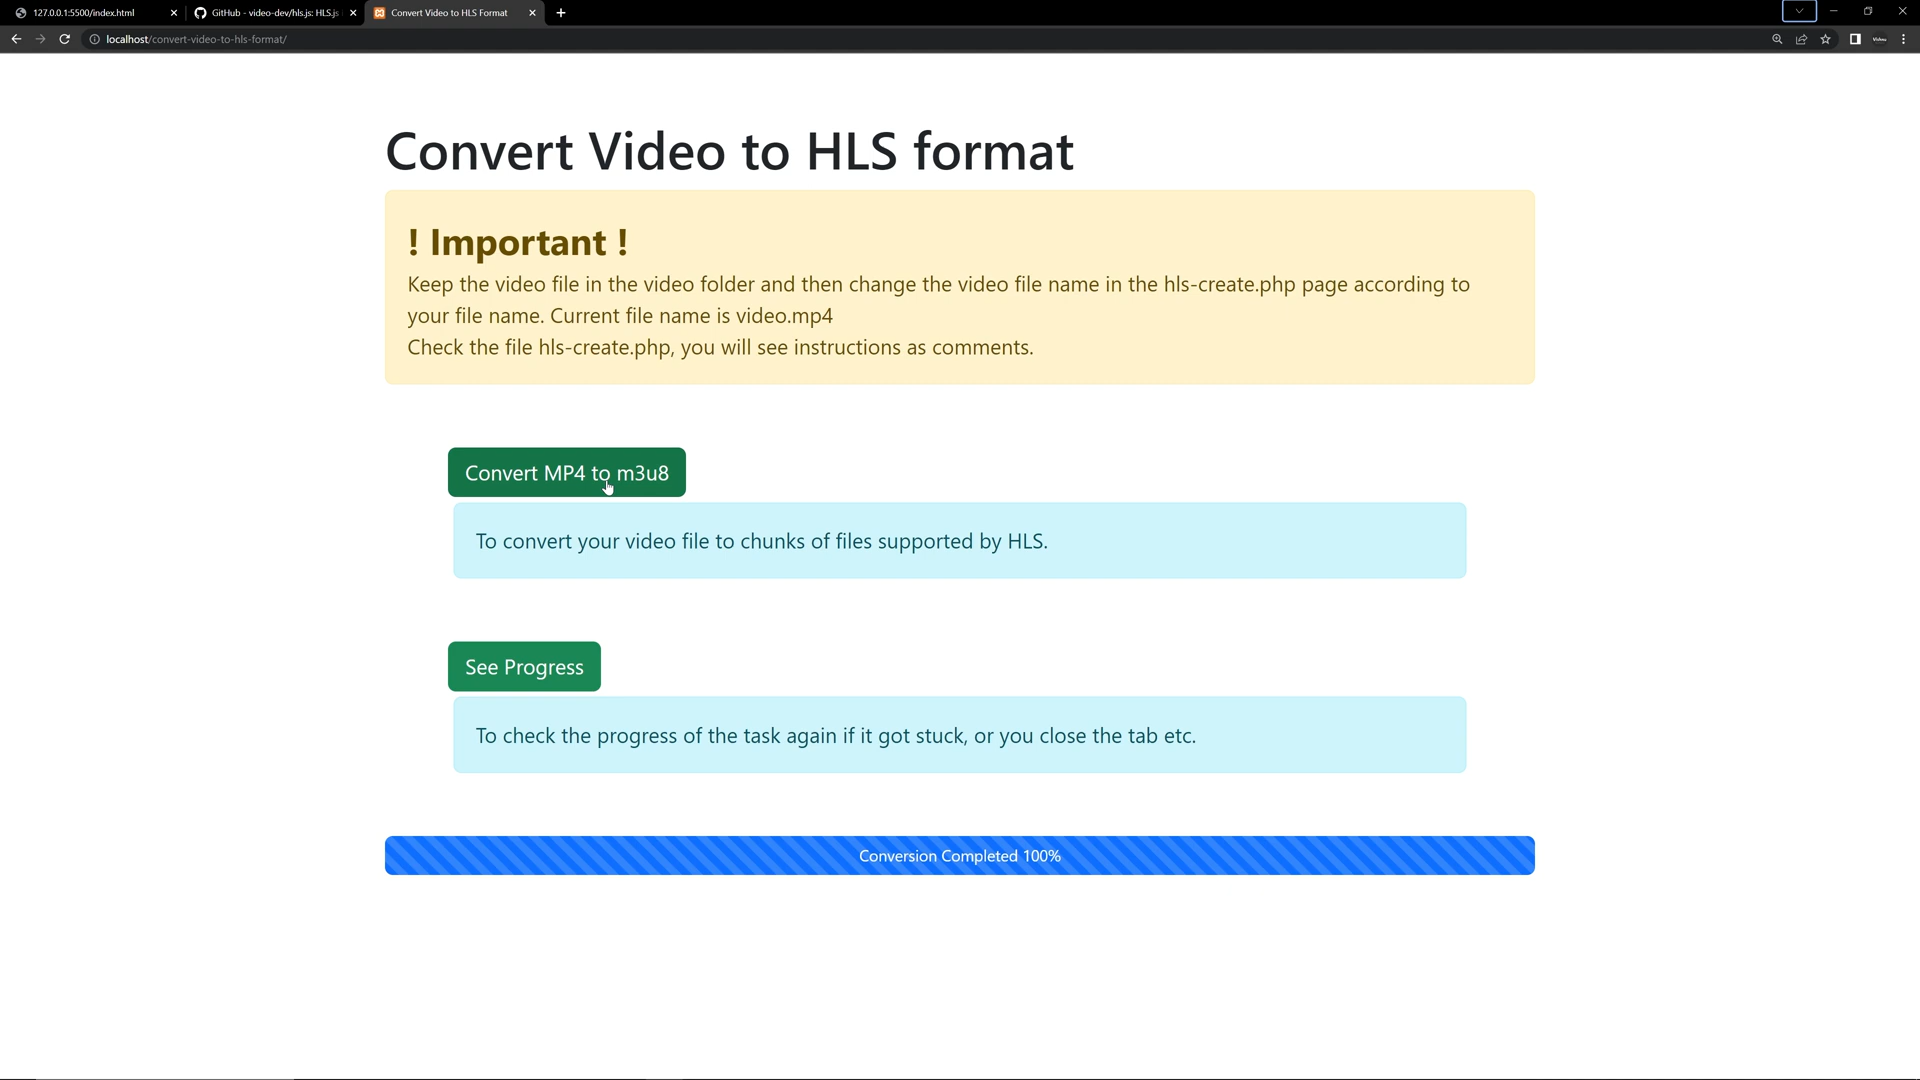 127.0.0.1:5500/index.html
GitHub - video-dev/hls.js: HLS.js
Convert Video to HLS Format
localhost/convert-video-to-hls-format/
Convert Video to HLS format
! Important !
Keep the video file in the video folder and then change the video file name in the hls-create.php page according to
your file name. Current file name is video.mp4
Check the file hls-create.php, you will see instructions as comments.
Convert MP4 to m3u8
To convert your video file to chunks of files supported by HLS.
See Progress
To check the progress of the task again if it got stuck, or you close the tab etc.
Conversion Completed 100%